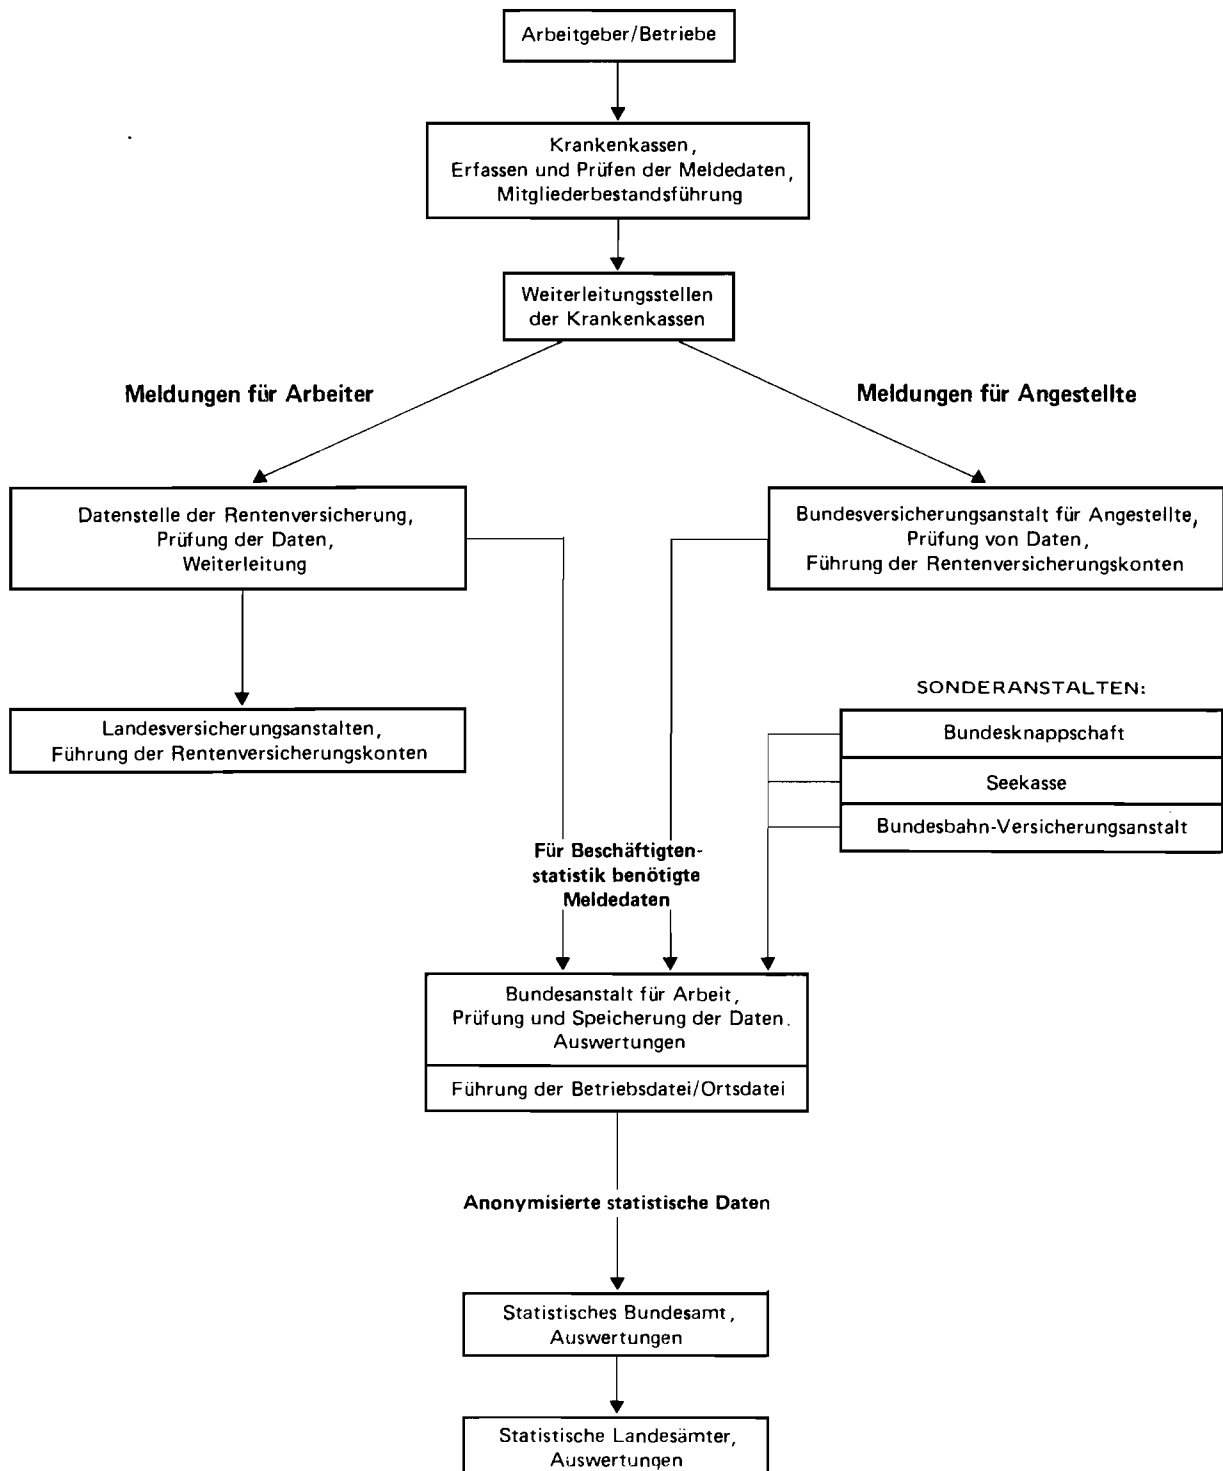 Arbeitgeber/Betriebe
Krankenkassen,
Erfassen und Prüfen der Meldedaten,
Mitgliederbestandsführung
Weiterleitungsstellen
der Krankenkassen
Meldungen für Arbeiter
Meldungen für Angestellte
Datenstelle der Rentenversicherung,
Prüfung der Daten,
Weiterleitung
Bundesversicherungsanstalt für Angestellte,
Prüfung von Daten,
Führung der Rentenversicherungskonten
Landesversicherungsanstalten,
Führung der Rentenversicherungskonten
SONDERANSTALTEN:
Bundesknappschaft
Seekasse
Bundesbahn-Versicherungsanstalt
Für Beschäftigten-
statistik benötigte
Meldedaten
Bundesanstalt für Arbeit,
Prüfung und Speicherung der Daten.
Auswertungen
Führung der Betriebsdatei/Ortsdatei
Anonymisierte statistische Daten
Statistisches Bundesamt,
Auswertungen
Statistische Landesämter,
Auswertungen